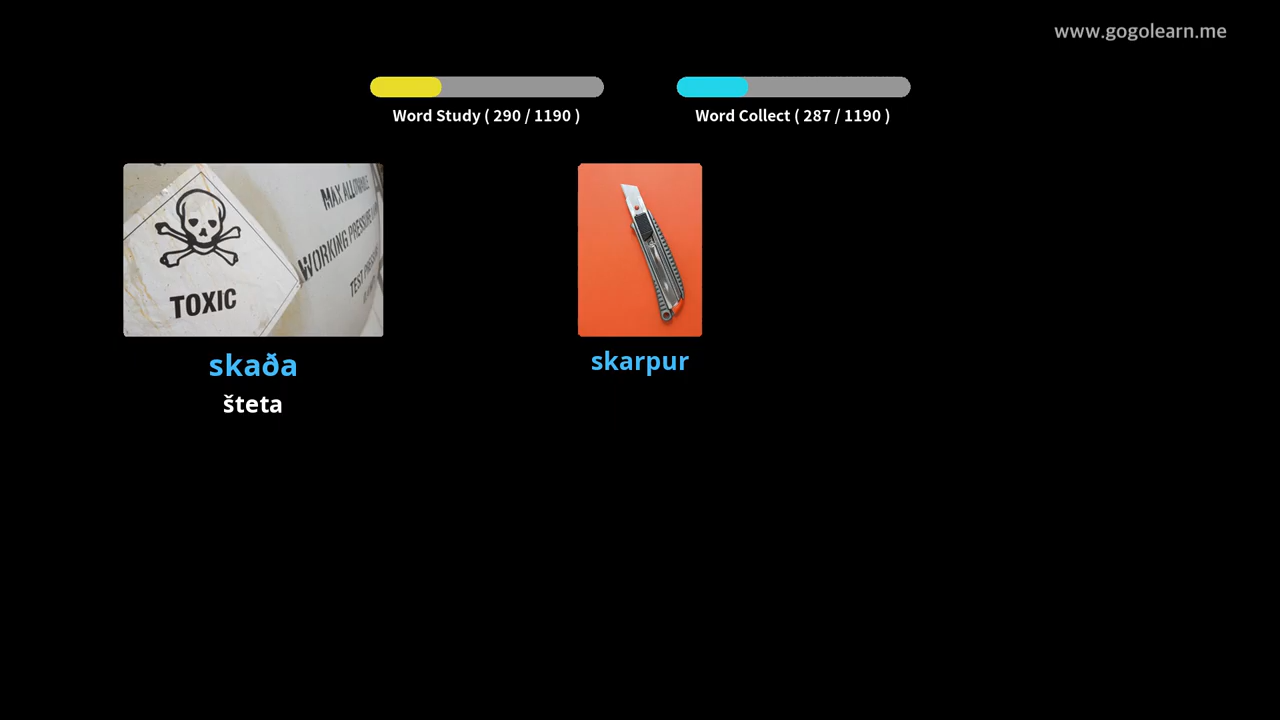 www.gogolearn.me
Word Study ( 290 / 1190 )
Word Collect ( 287 / 1190 )
TOXIC
MAX ALLOWABLE
WORKING PRESSURE
TEST
skaða
šteta
skarpur